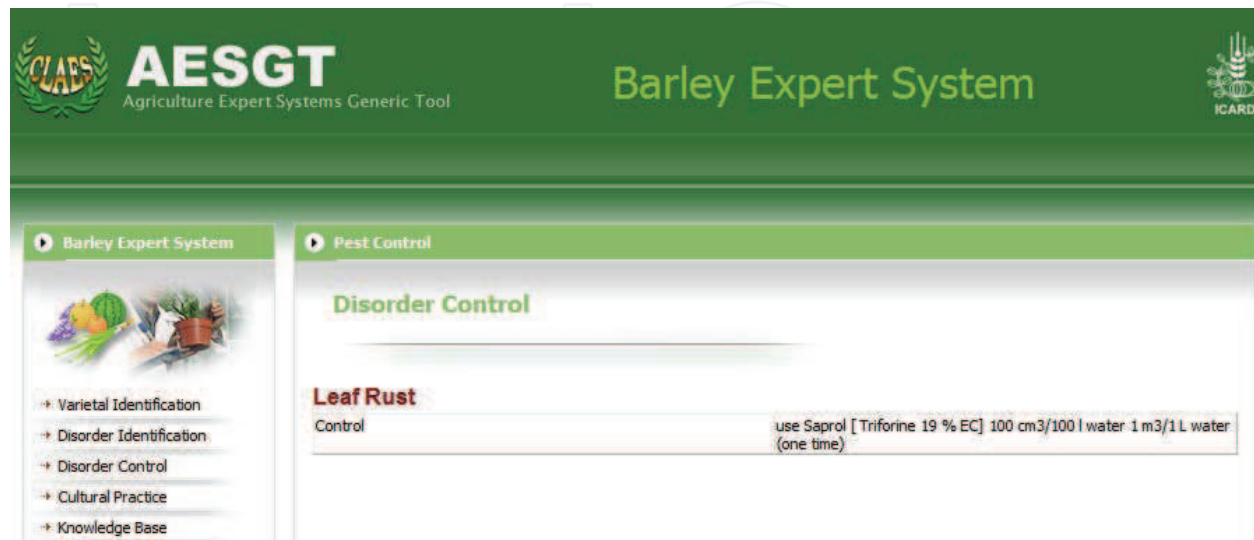 CLAES
AESGT
Agriculture Expert Systems Generic Tool
Barley Expert System
ICARD
Barley Expert System
Varietal Identification
Disorder Identification
Disorder Control
Cultural Practice
Knowledge Base
Pest Control
Disorder Control
Leaf Rust
Control
use Saprol [ Triforine 19 % EC] 100 cm3/100 l water 1 m3/1 L water
(one time)